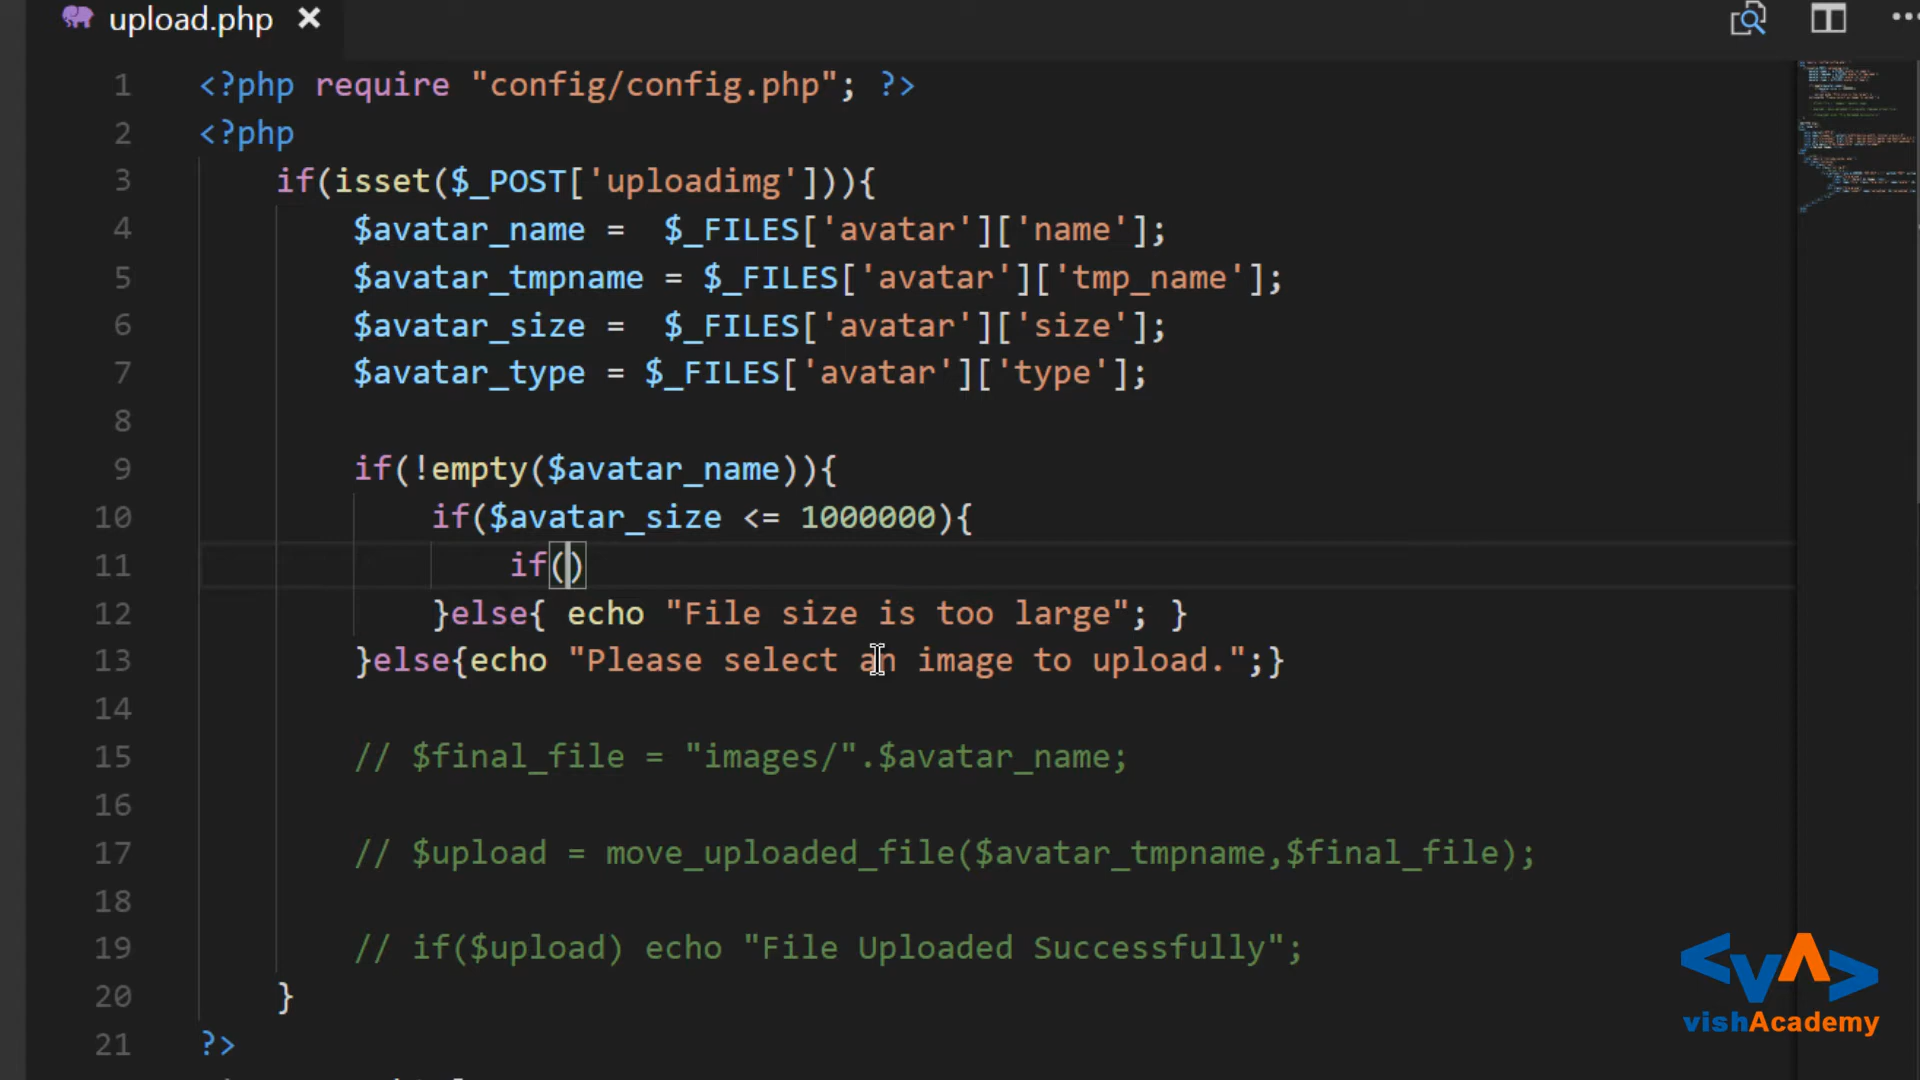 upload.php
1 <?php require "config/config.php"; ?>
2 <?php
3 if(isset($_POST['uploadimg'])){
4 $avatar_name =  $_FILES['avatar']['name'];
5 $avatar_tmpname = $_FILES['avatar']['tmp_name'];
6 $avatar_size =  $_FILES['avatar']['size'];
7 $avatar_type = $_FILES['avatar']['type'];
8
9 if(!empty($avatar_name)){
10 if($avatar_size <= 1000000){
11 if()
12 }else{ echo "File size is too large"; }
13 }else{echo "Please select an image to upload.";}
14
15 // $final_file = "images/".$avatar_name;
16
17 // $upload = move_uploaded_file($avatar_tmpname,$final_file);
18
19 // if($upload) echo "File Uploaded Successfully";
20 }
21 ?>
<vΛ>
vishAcademy